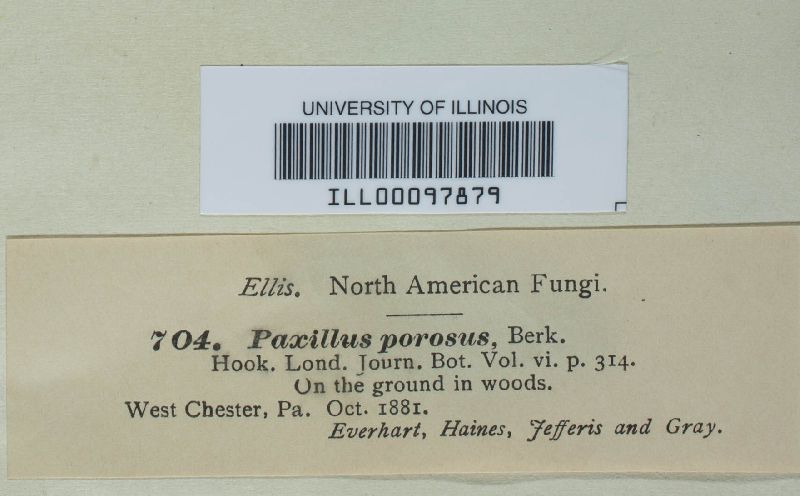 UNIVERSITY OF ILLINOIS
ILL00097879
Ellis. North American Fungi.
704. Paxillus porosus, Berk.
Hook. Lond. Journ. Bot. Vol. vi. p. 314.
On the ground in woods.
West Chester, Pa. Oct. 1881.
Everhart, Haines, Jefferis and Gray.